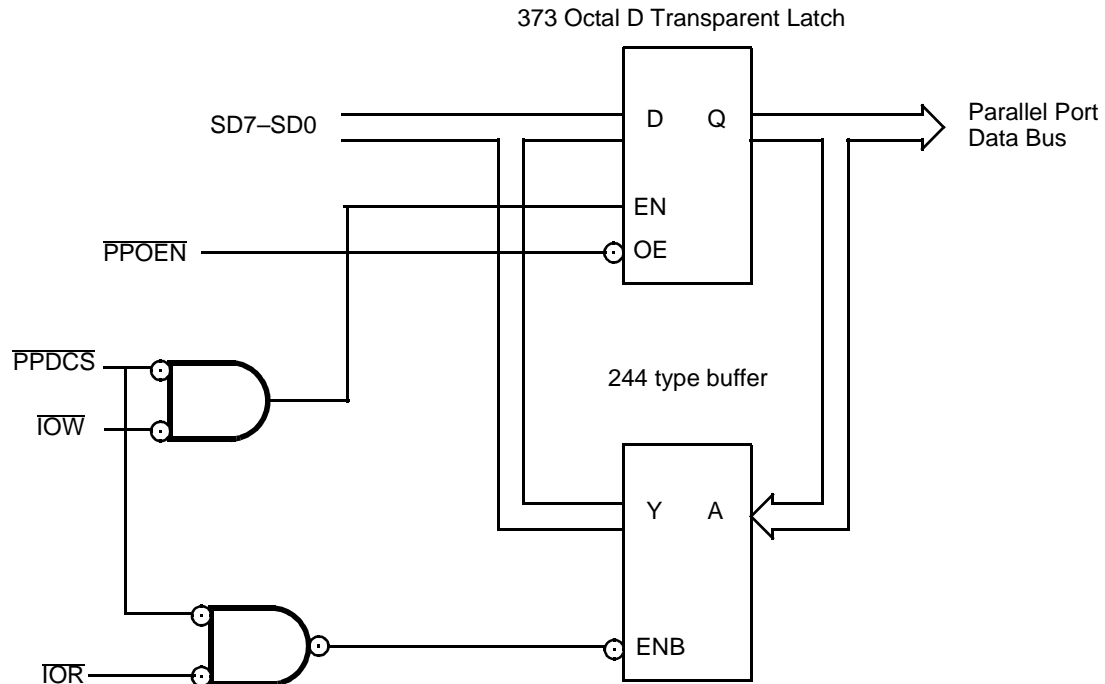 373 Octal D Transparent Latch
SD7–SD0
D Q
Parallel Port
Data Bus
EN
PPOEN
OE
PPDCS
IOW
244 type buffer
Y A
ENB
IOR